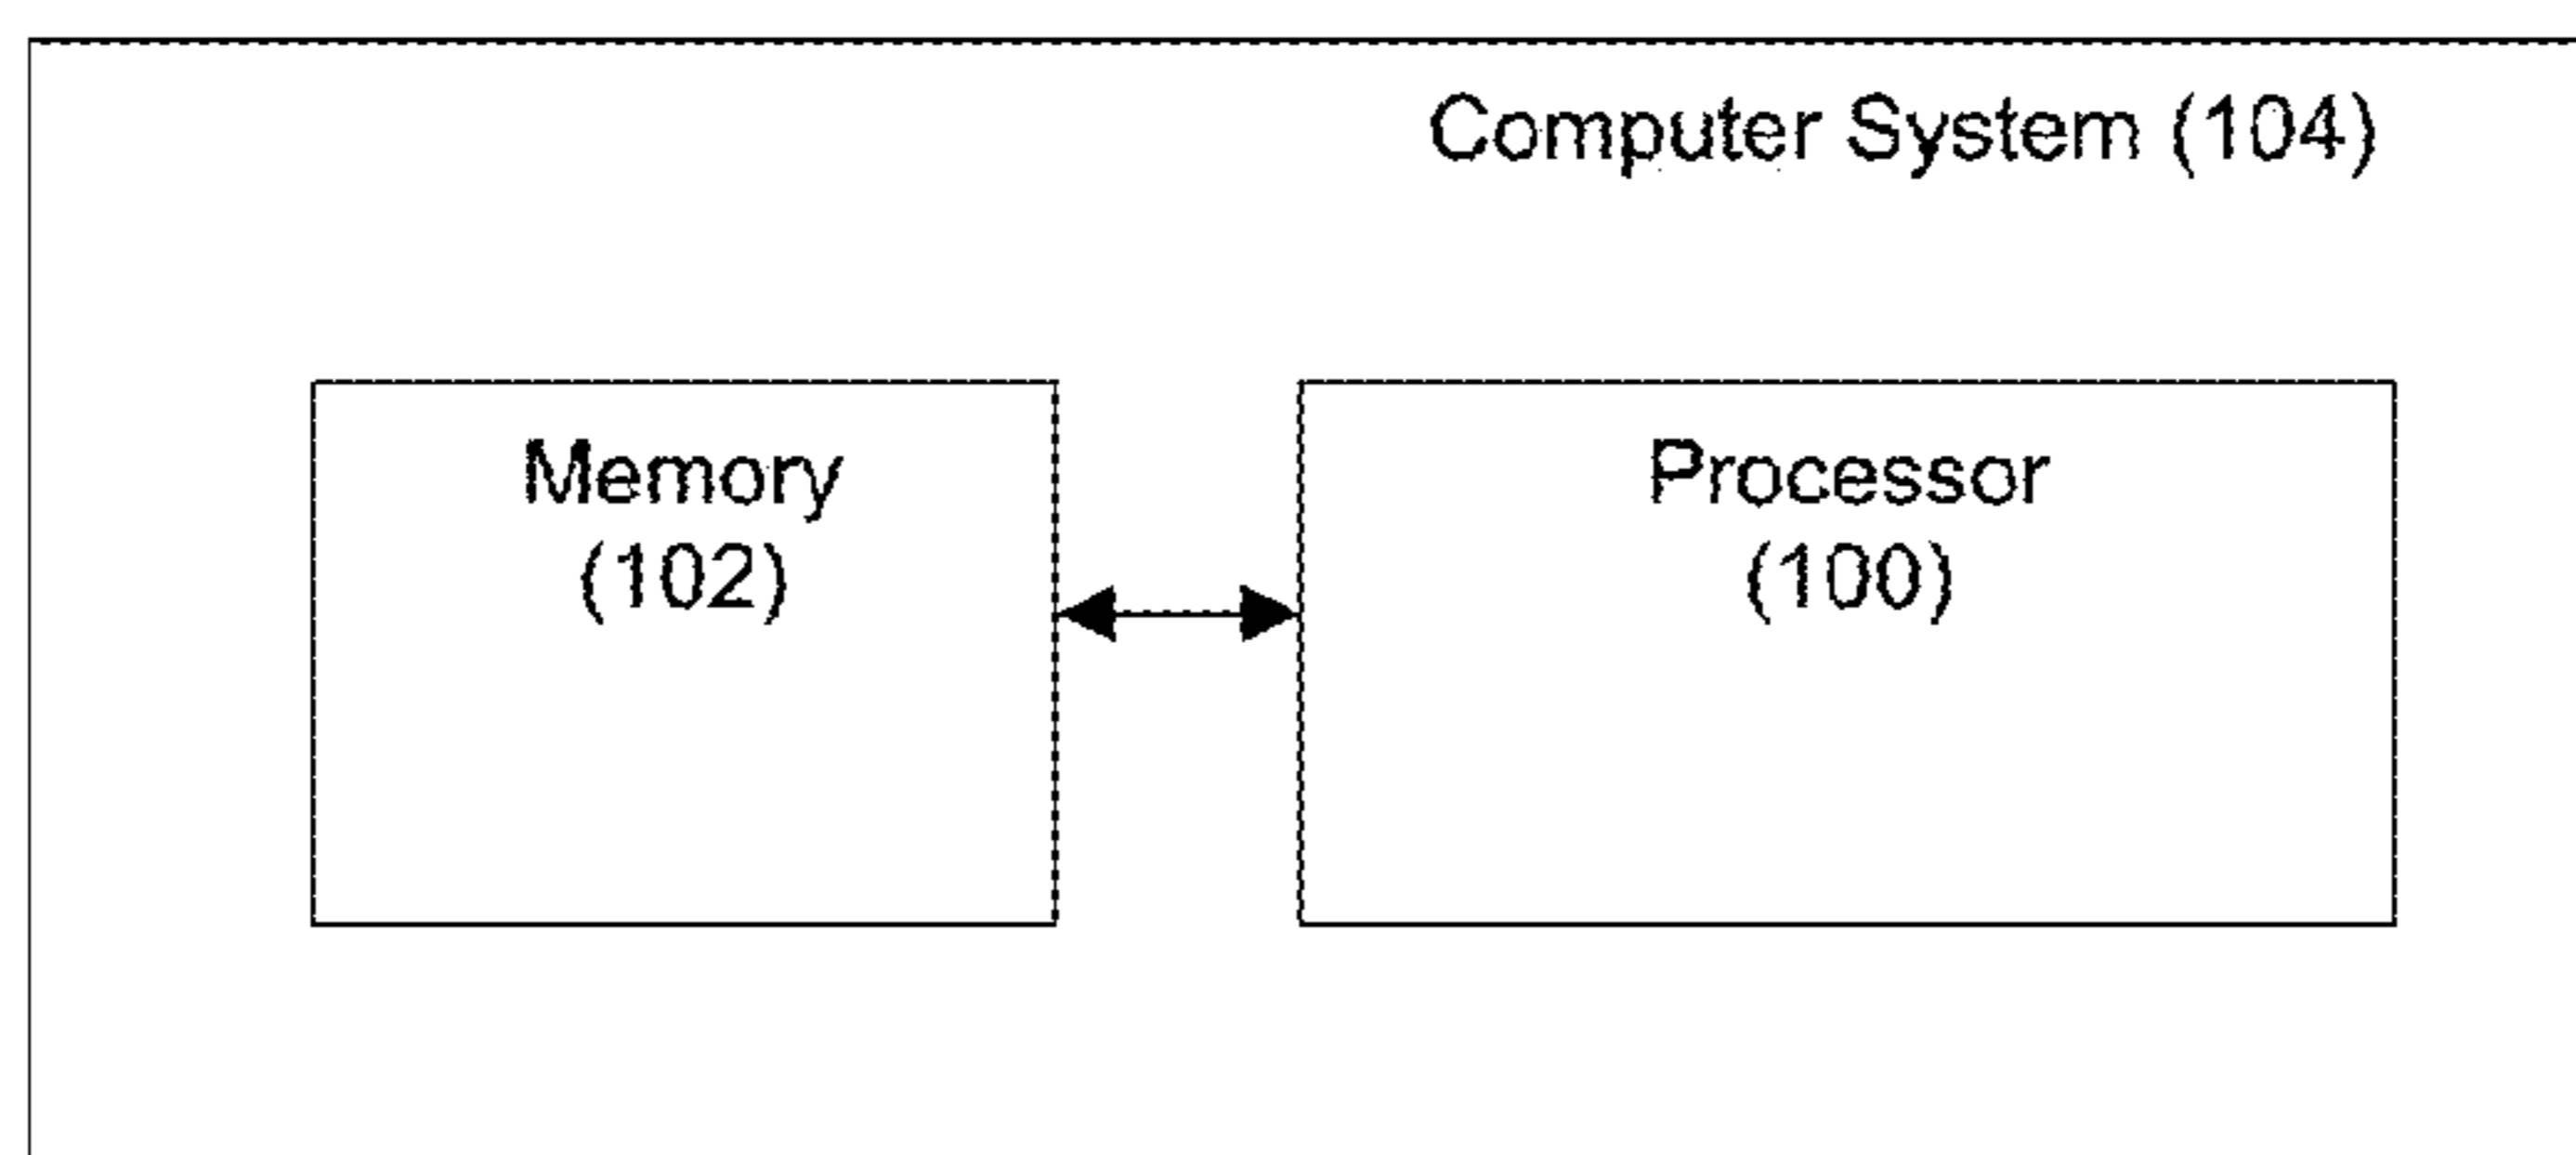 Computer System (104)
Memory
(102)
Processor
(100)